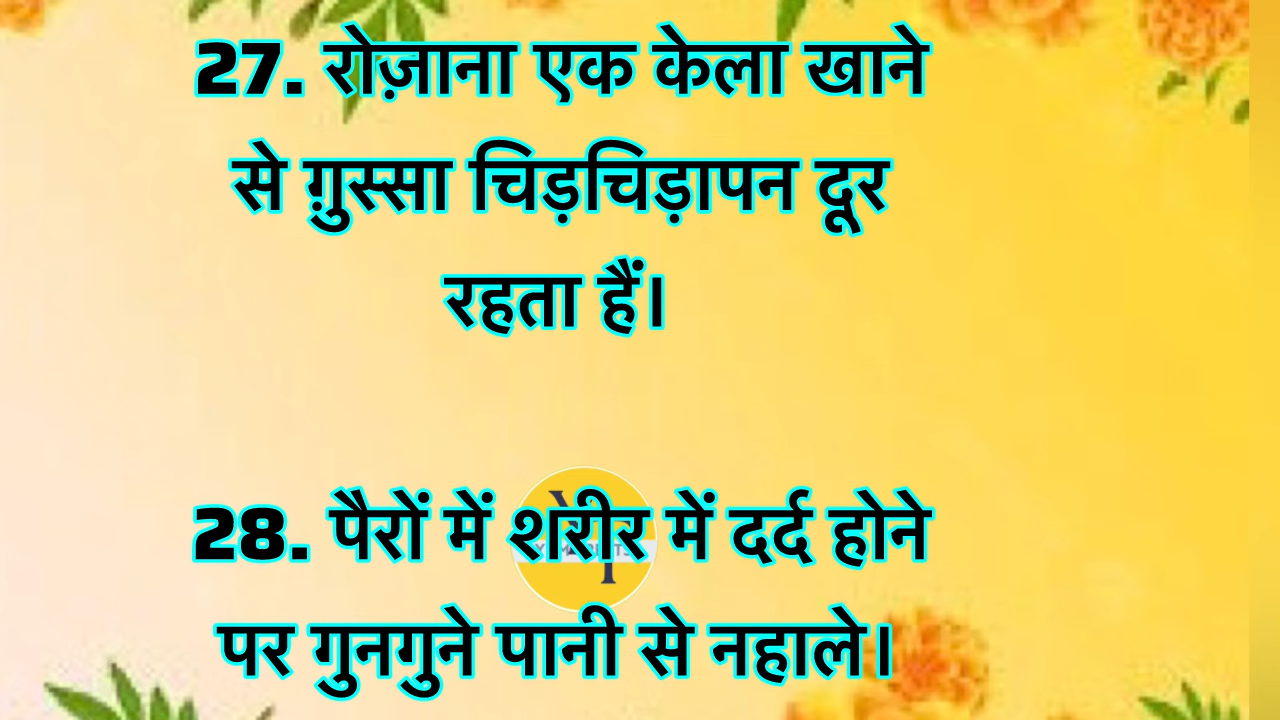 27. रोज़ाना एक केला खाने
से ग़ुस्सा चिड़चिड़ापन दूर
रहता हैं।
28. पैरों में शरीर में दर्द होने
पर गुनगुने पानी से नहाले।